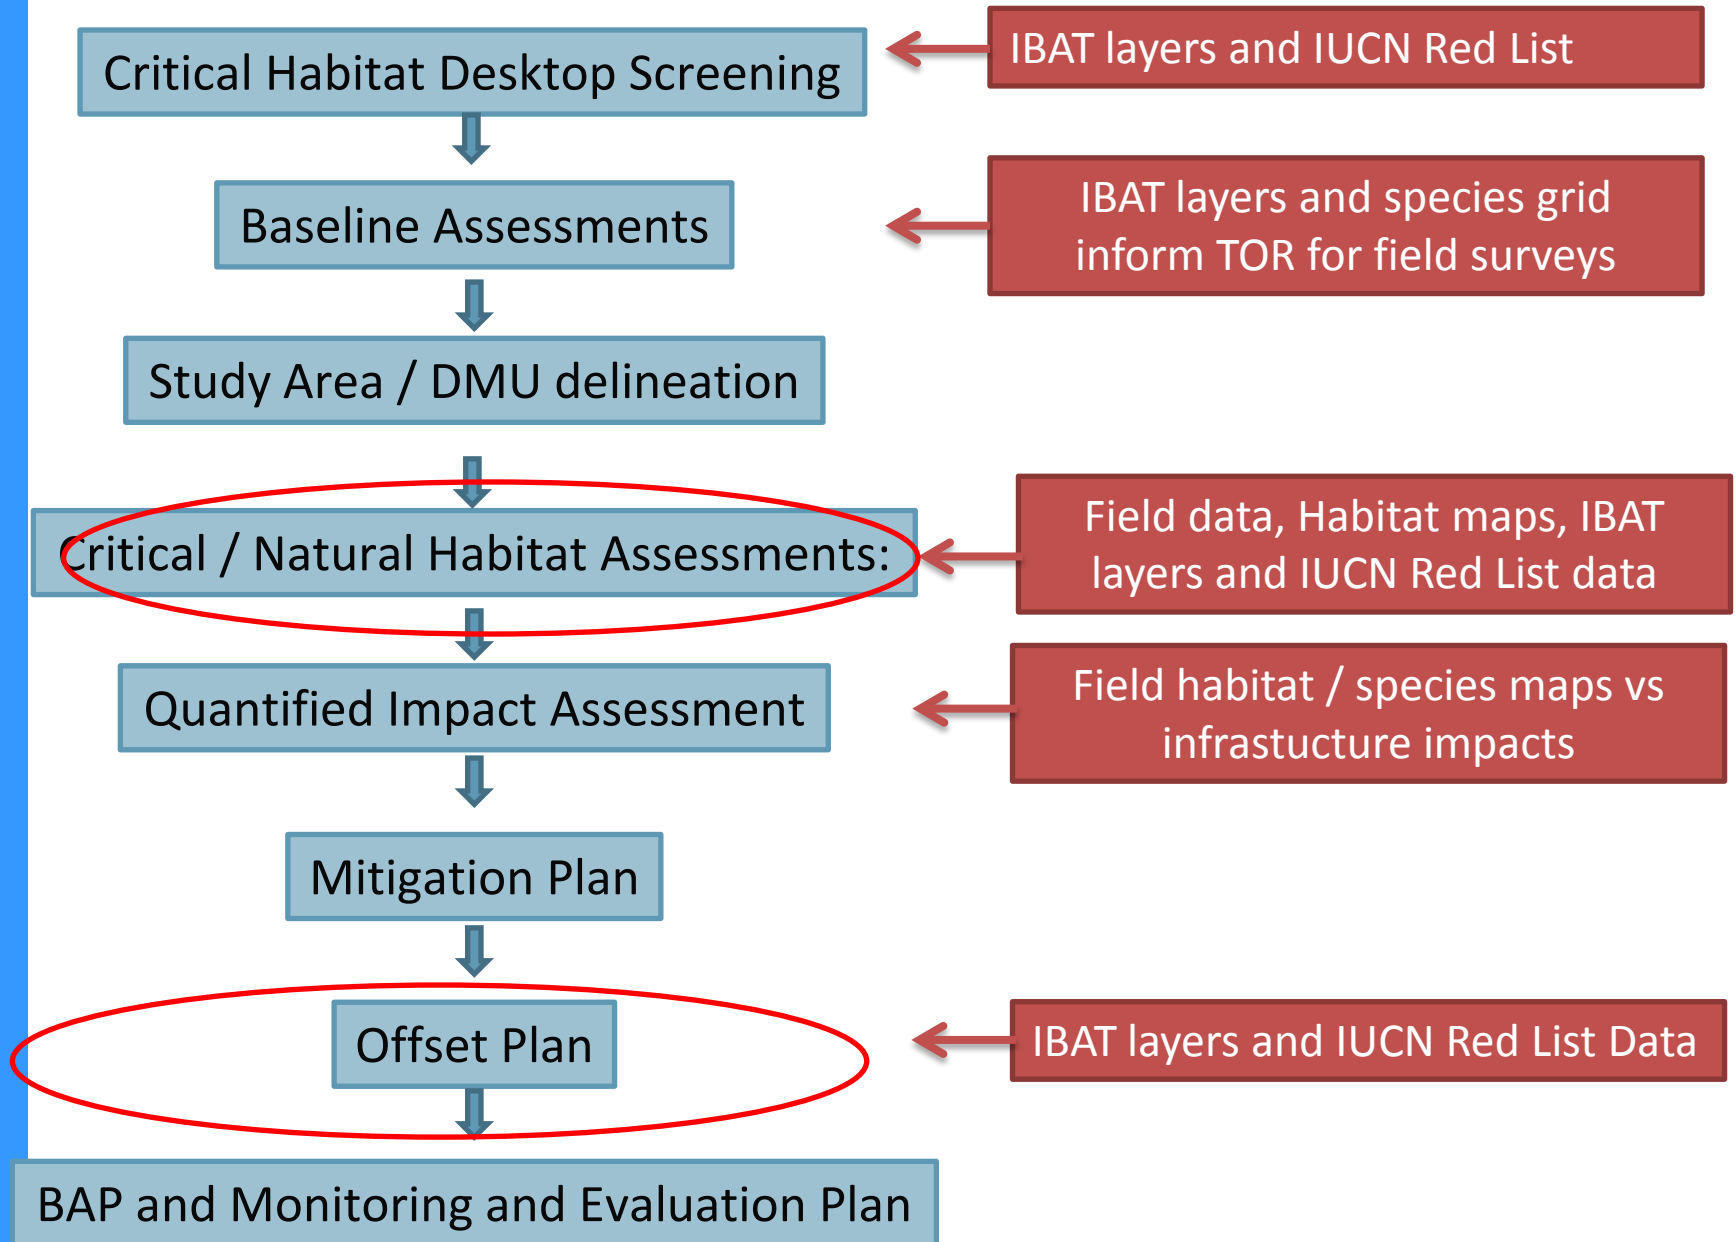 Critical Habitat Desktop Screening
IBAT layers and IUCN Red List
Baseline Assessments
IBAT layers and species grid
inform TOR for field surveys
Study Area / DMU delineation
Critical / Natural Habitat Assessments:
Field data, Habitat maps, IBAT
layers and IUCN Red List data
Quantified Impact Assessment
Field habitat / species maps vs
infrastucture impacts
Mitigation Plan
Offset Plan
IBAT layers and IUCN Red List Data
BAP and Monitoring and Evaluation Plan